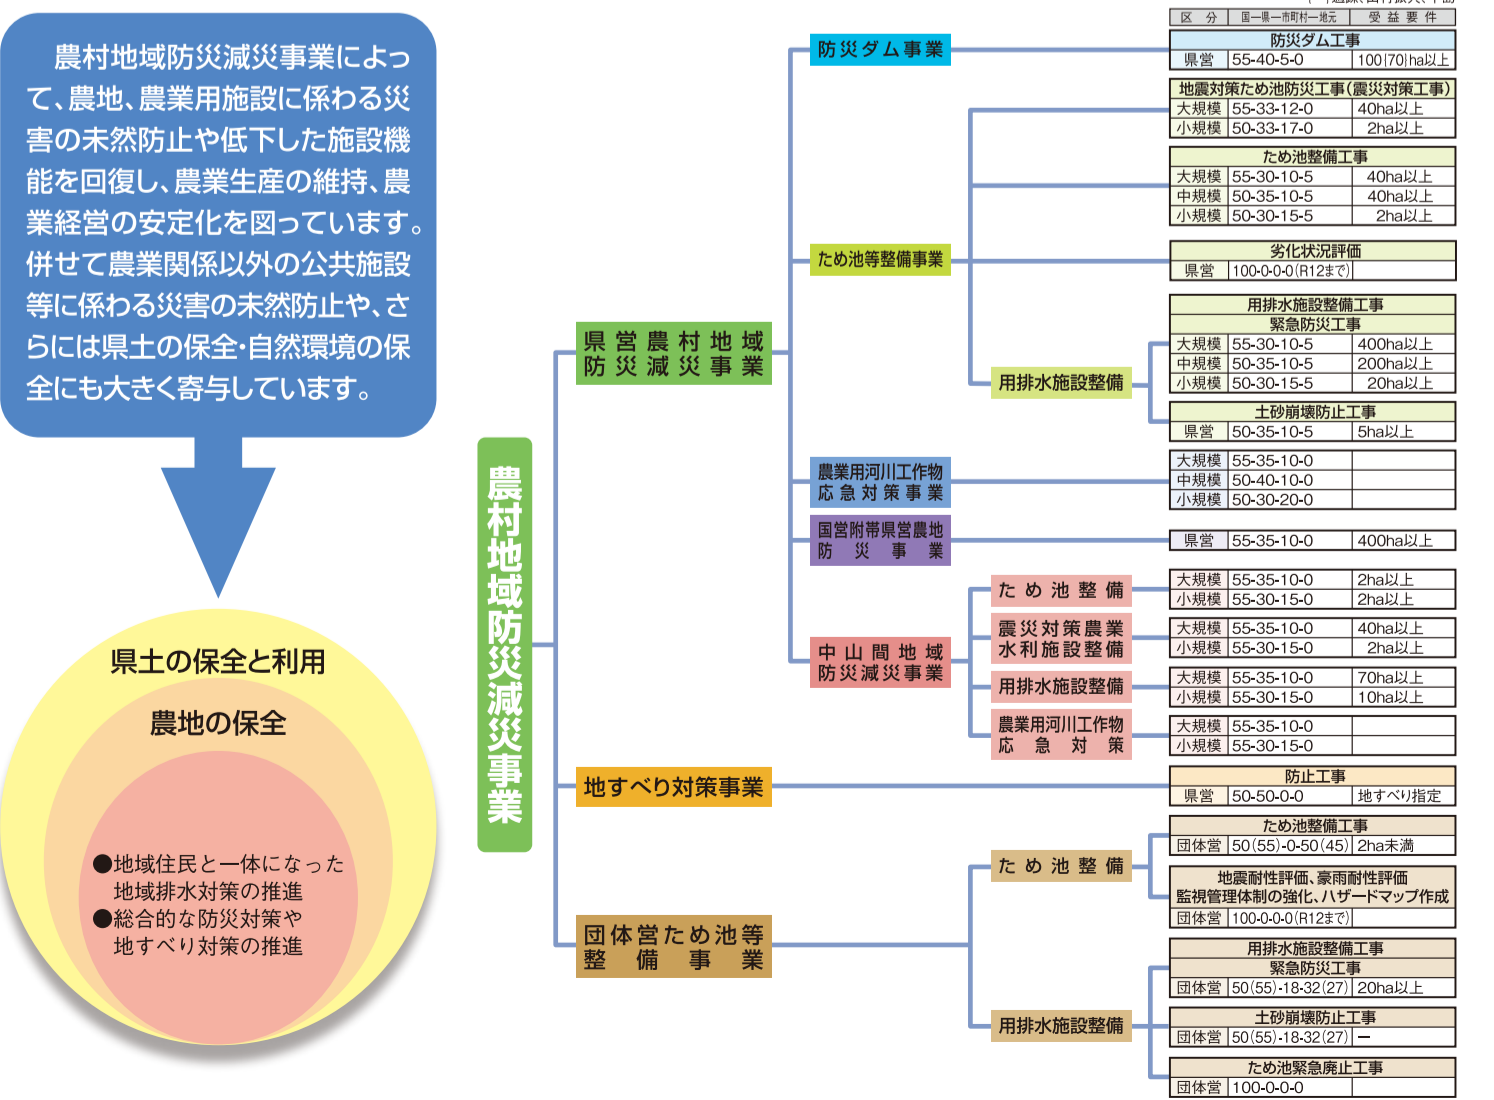 農村地域防災減災事業によっ
て、農地、農業用施設に係わる災
害の未然防止や低下した施設機
能を回復し、農業生産の維持、農
業経営の安定化を図っています。
併せて農業関係以外の公共施設
等に係わる災害の未然防止や、さ
らには県土の保全・自然環境の保
全にも大きく寄与しています。
県土の保全と利用
農地の保全
●地域住民と一体になった
地域排水対策の推進
●総合的な防災対策や
地すべり対策の推進
農村地域防災減災事業
県営農村地域
防災減災事業
地すべり対策事業
団体営ため池等
整備事業
防災ダム事業
ため池等整備事業
農業用河川工作物
応急対策事業
国営附帯県営農地
防災事業
中山間地域
防災減災事業
用排水施設整備
ため池整備
震災対策農業
水利施設整備
用排水施設整備
農業用河川工作物
応急対策
ため池整備
用排水施設整備
区分 国ー県ー市町村ー地元 受益要件
防災ダム工事
県営 55-40-5-0 100[70]ha以上
地震対策ため池防災工事(震災対策工事)
大規模 55-33-12-0 40ha以上
小規模 50-33-17-0 2ha以上
ため池整備工事
大規模 55-30-10-5 40ha以上
中規模 50-35-10-5 40ha以上
小規模 50-30-15-5 2ha以上
劣化状況評価
県営 100-0-0-0(R12まで)
用排水施設整備工事
緊急防災工事
大規模 55-30-10-5 400ha以上
中規模 50-35-10-5 200ha以上
小規模 50-30-15-5 20ha以上
土砂崩壊防止工事
県営 50-35-10-5 5ha以上
大規模 55-35-10-0
中規模 50-40-10-0
小規模 50-30-20-0
県営 55-35-10-0 400ha以上
大規模 55-35-10-0 2ha以上
小規模 55-30-15-0 2ha以上
大規模 55-35-10-0 40ha以上
小規模 55-30-15-0 2ha以上
大規模 55-35-10-0 70ha以上
小規模 55-30-15-0 10ha以上
大規模 55-35-10-0
小規模 55-30-15-0
防止工事
県営 50-50-0-0 地すべり指定
ため池整備工事
団体営 50(55)-0-50(45) 2ha未満
地震耐性評価、豪雨耐性評価
監視管理体制の強化、ハザードマップ作成
団体営 100-0-0-0(R12まで)
用排水施設整備工事
緊急防災工事
団体営 50(55)-18-32(27) 20ha以上
土砂崩壊防止工事
団体営 50(55)-18-32(27) ー
ため池緊急廃止工事
団体営 100-0-0-0